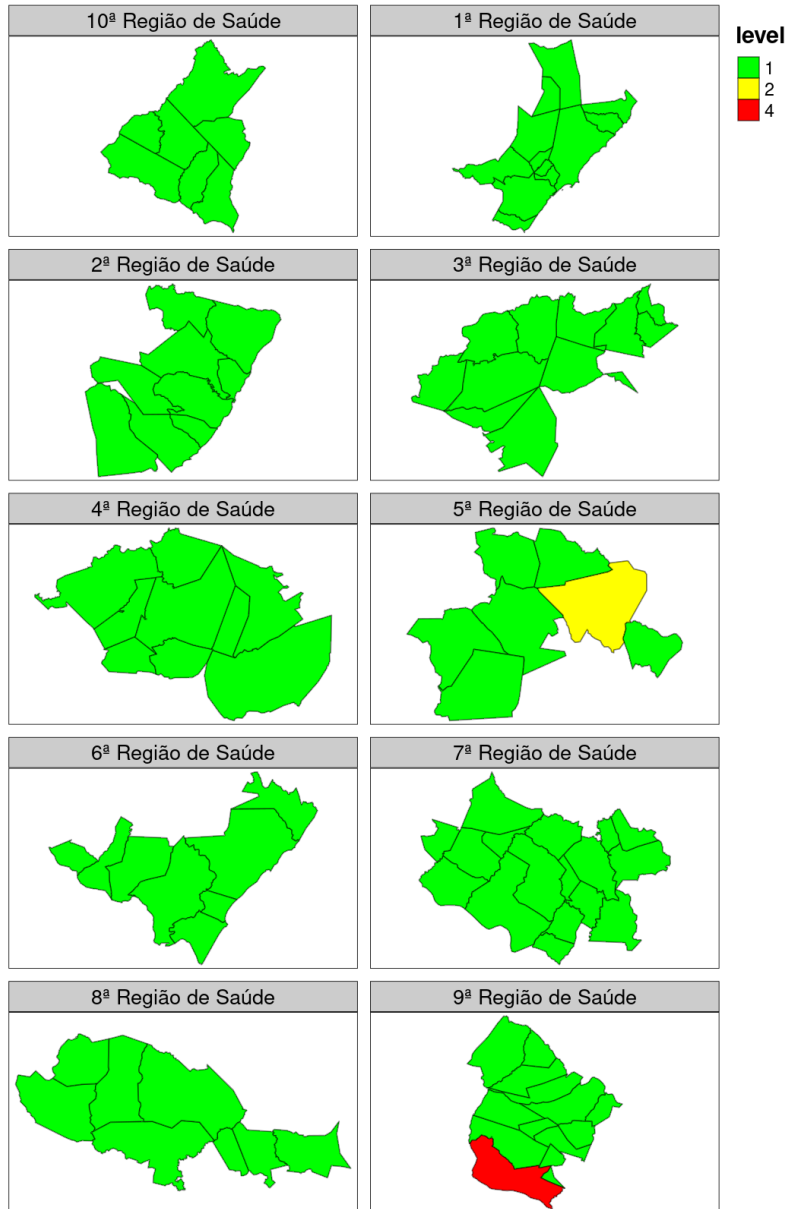 10ª Região de Saúde
1ª Região de Saúde
level
1
2
4
2ª Região de Saúde
3ª Região de Saúde
4ª Região de Saúde
5ª Região de Saúde
6ª Região de Saúde
7ª Região de Saúde
8ª Região de Saúde
9ª Região de Saúde